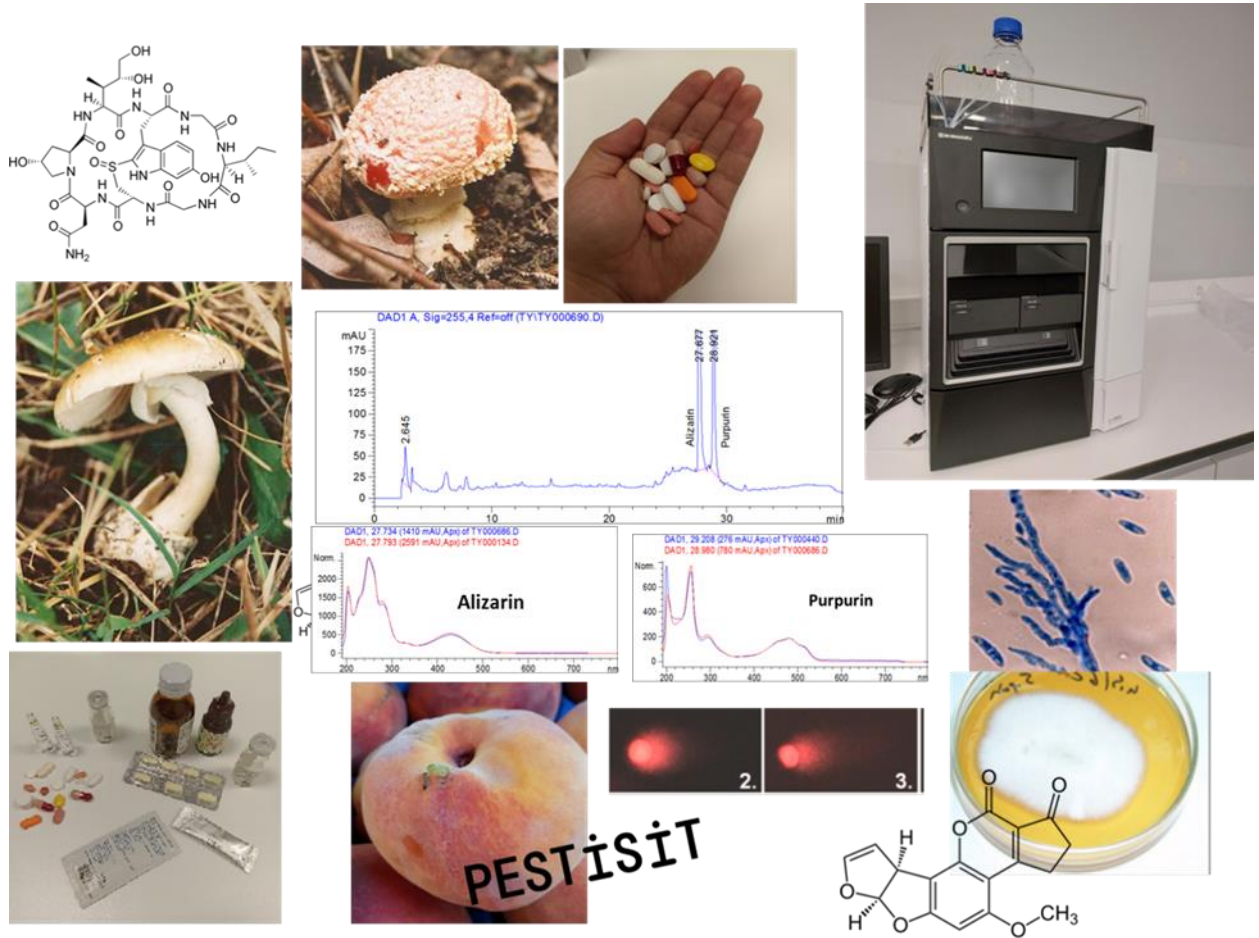 OH
OH
H
O
H
N
O
NH
O
NH
O
O
HO
N
O
S
N
H
OH
H
O
O
H
N
O
N
H
O
NH
O
O
NH2
DAD1 A, Sig=255,4 Ref=off (TY\TY000690.D)
mAU
175
150
125
100
75
50
25
0
2.645
27.677
28.921
Alizarin
Purpurin
0
20
30
min
DAD1, 27.734 (1410 mAU,Apx) of TY000686.D
DAD1, 27.793 (2591 mAU,Apx) of TY000134.D
Norm.
2000
1500
1000
500
0
Alizarin
200
300
400
500
600
700
nm
O
H
DAD1, 29.208 (276 mAU,Apx) of TY000440.D
DAD1, 28.980 (780 mAU,Apx) of TY000686.D
Norm.
600
400
200
0
Purpurin
200
300
400
500
600
700
nm
2.
3.
PESTİSİT
O
O
O
H
O
H
O
O
CH3